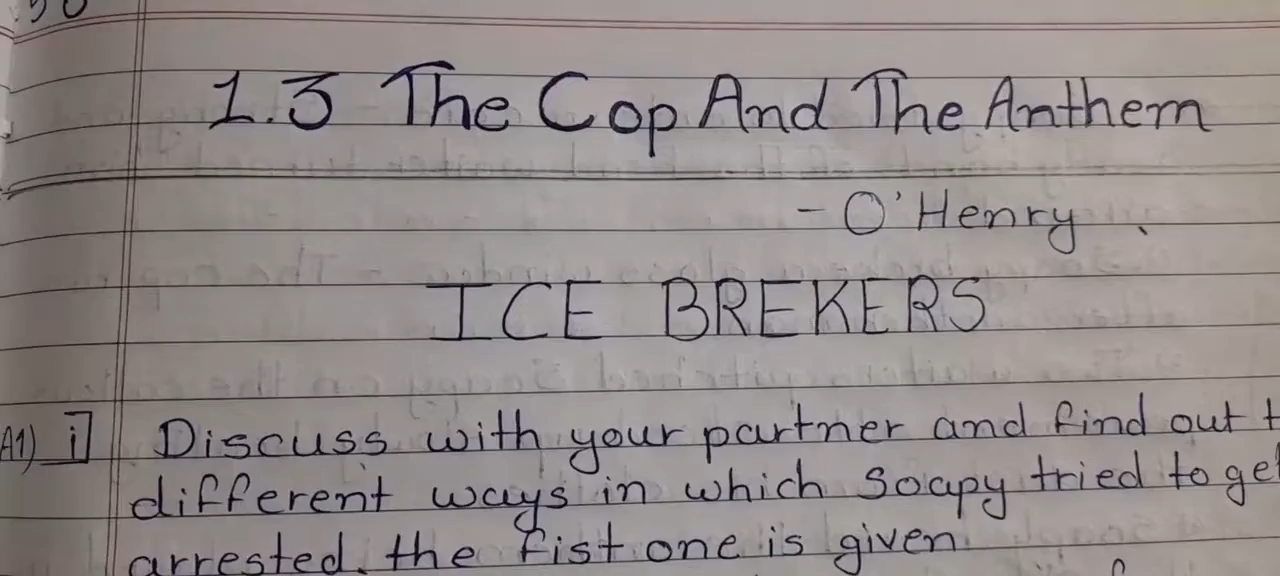 1.3 The Cop And The Anthem
- O'Henry
ICE BREKERS
A1) i] Discuss with your partner and find out t
different ways in which Soapy tried to get
arrested. the fist one is given.